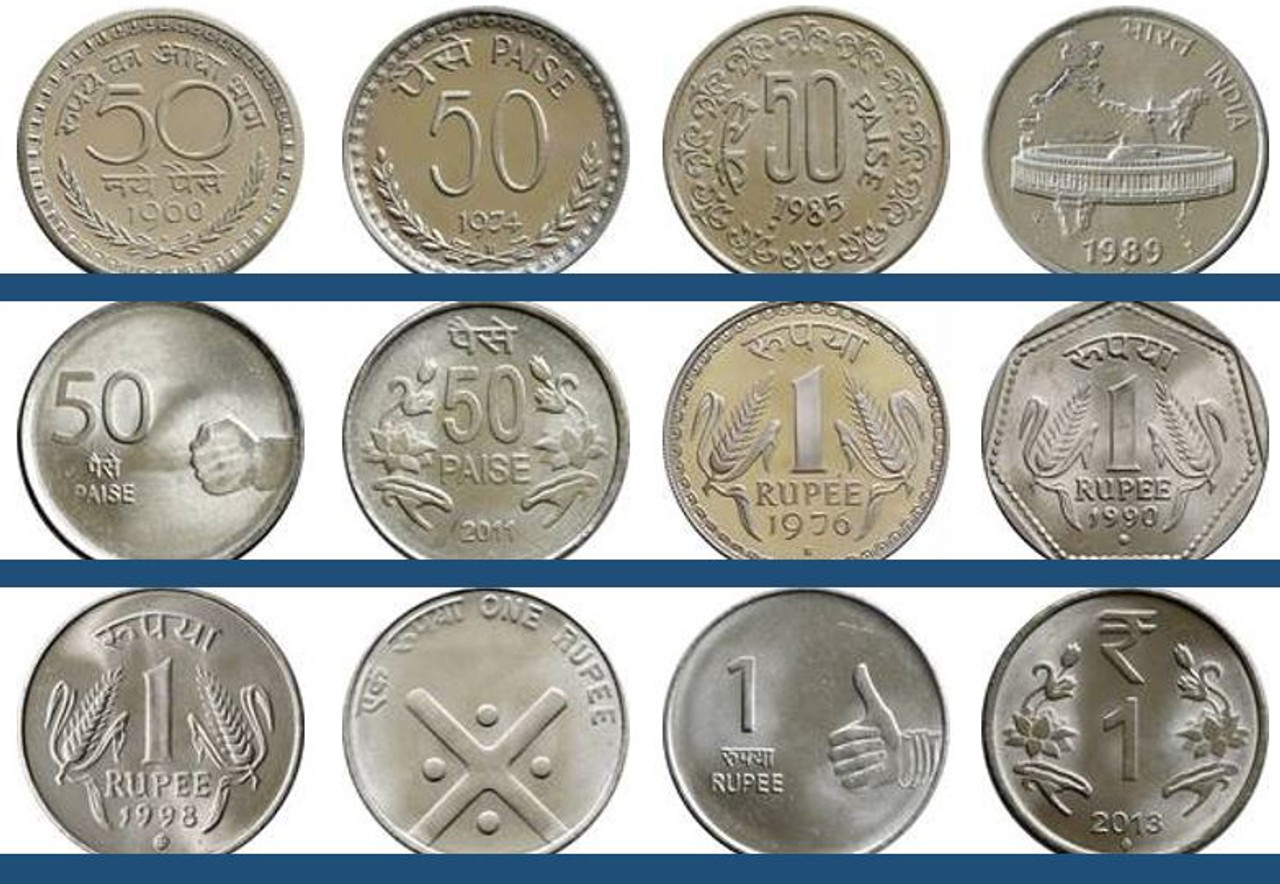 रूपये का आधा भाग
50
नये पैसे
1960
पैसे PAISE
50
1974
पैसे
50
PAISE
1985
भारत INDIA
1989
50
पैसे
PAISE
पैसे
50
PAISE
2011
रूपया
1
RUPEE
1976
रूपया
1
RUPEE
1990
रूपया
1
RUPEE
1998
एक रूपया ONE RUPEE
1
रूपया
RUPEE
₹
1
2013